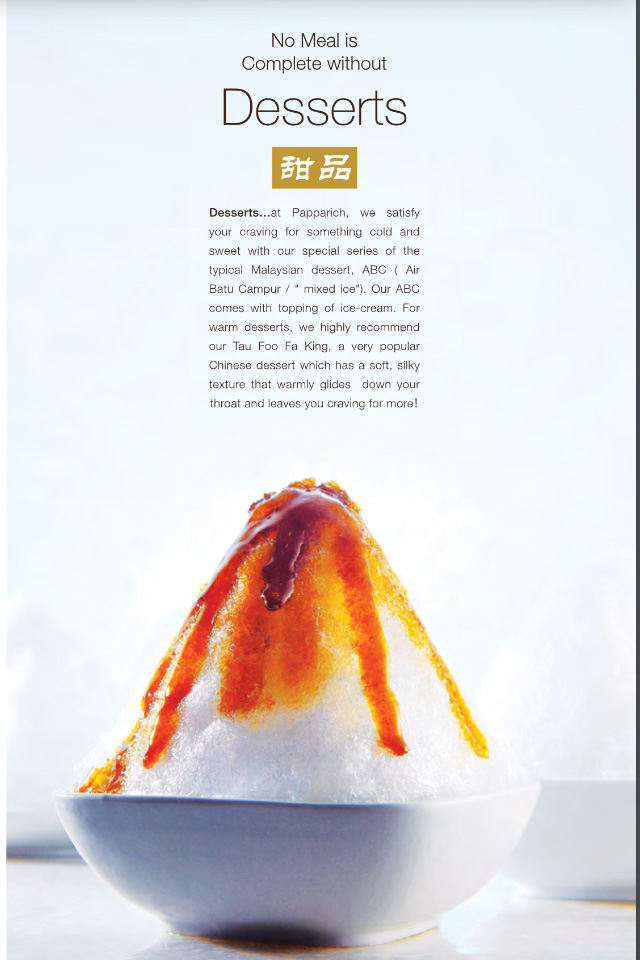 No Meal is
Complete without
Desserts
甜品
Desserts...at Papparich, we satisfy
your craving for something cold and
sweet with our special series of the
typical Malaysian dessert, ABC ( Air
Batu Campur / " mixed ice"). Our ABC
comes with topping of ice-cream. For
warm desserts, we highly recommend
our Tau Foo Fa King, a very popular
Chinese dessert which has a soft, silky
texture that warmly glides down your
throat and leaves you craving for more!